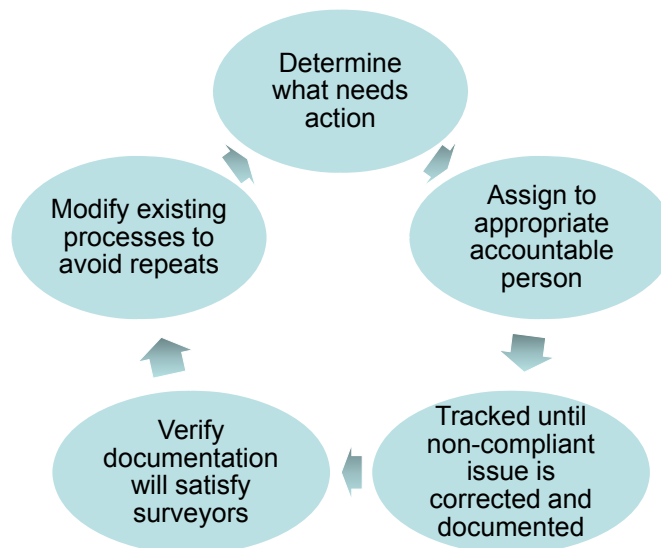 Determine
what needs
action
Assign to
appropriate
accountable
person
Tracked until
non-compliant
issue is
corrected and
documented
Verify
documentation
will satisfy
surveyors
Modify existing
processes to
avoid repeats